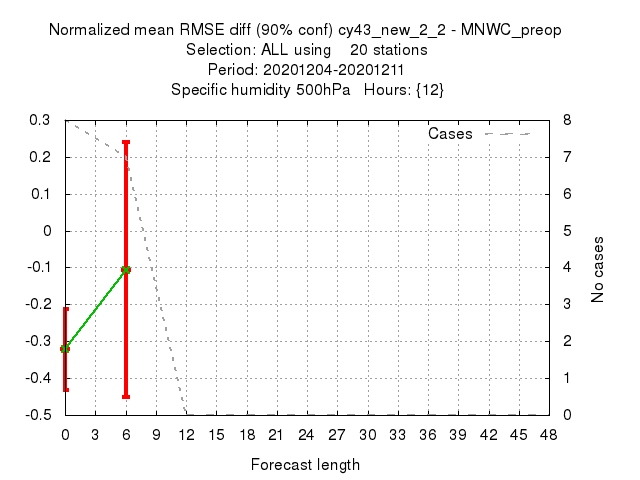 Normalized mean RMSE diff (90% conf) cy43_new_2_2 - MNWC_preop
Selection: ALL using    20 stations
Period: 20201204-20201211
Specific humidity 500hPa   Hours: {12}
0.3
0.2
0.1
0
-0.1
-0.2
-0.3
-0.4
-0.5
Cases
8
7
6
5
4
3
2
1
0
No cases
0 3 6 9 12 15 18 21 24 27 30 33 36 39 42 45 48
Forecast length